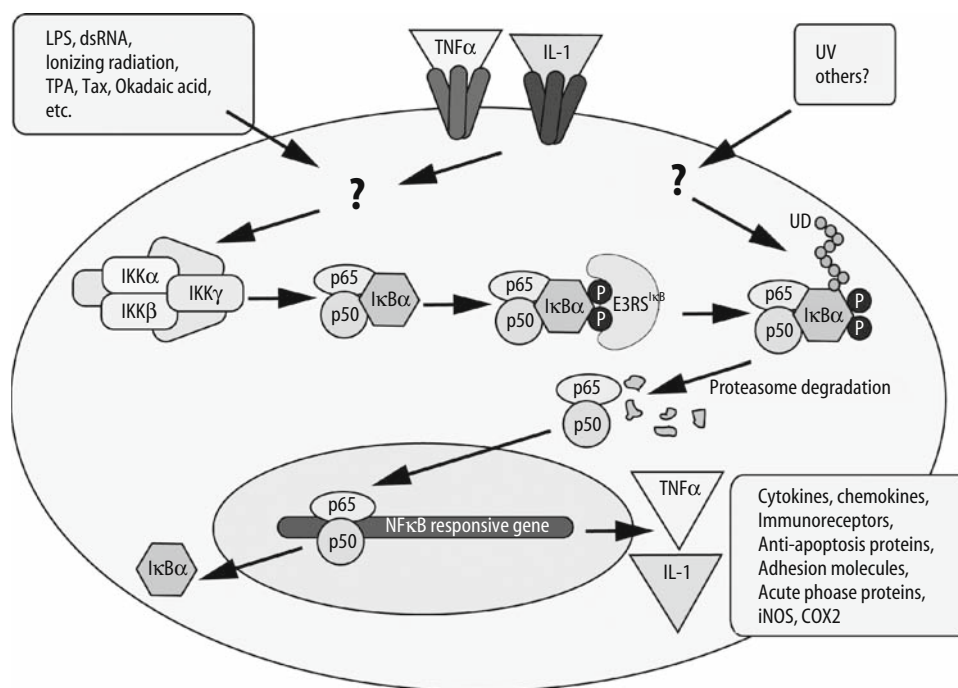 LPS, dsRNA,
Ionizing radiation,
TPA, Tax, Okadaic acid,
etc.
TNFα
IL-1
UV
others?
?
?
UD
IKKα
IKKβ
IKKγ
p65
p50
IκBα
p65
p50
IκBα
P
P
E3RS^IκB
p65
p50
IκBα
P
P
Proteasome degradation
p65
p50
p65
p50
NFκB responsive gene
IκBα
TNFα
IL-1
Cytokines, chemokines,
Immunoreceptors,
Anti-apoptosis proteins,
Adhesion molecules,
Acute phoase proteins,
iNOS, COX2